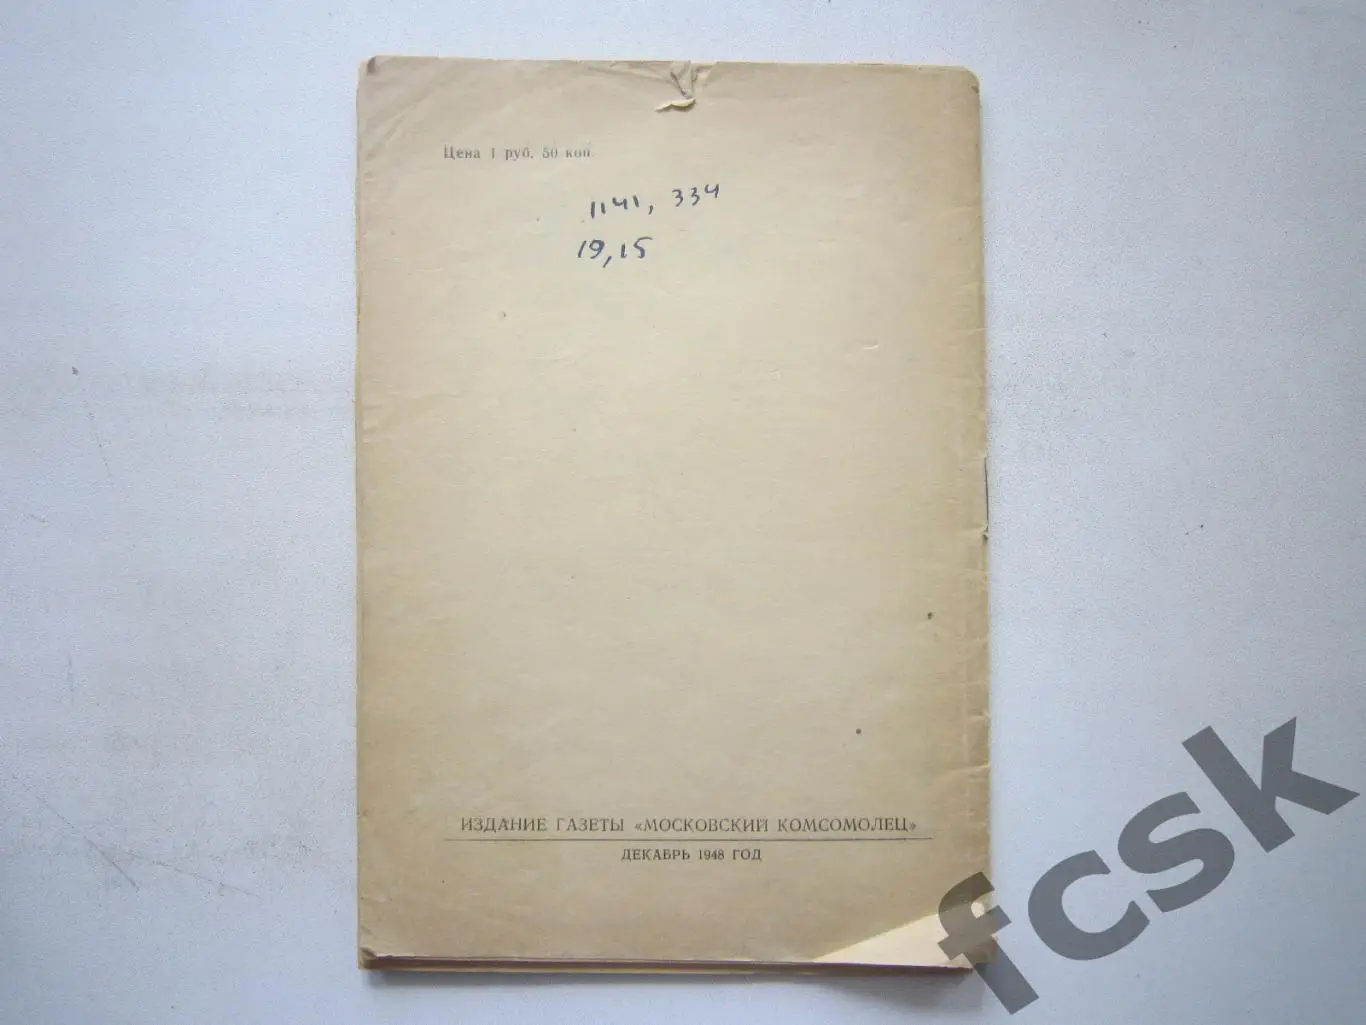 Цена 1 руб. 50 коп.
1141, 334
19, 15
ИЗДАНИЕ ГАЗЕТЫ «МОСКОВСКИЙ КОМСОМОЛЕЦ»
ДЕКАБРЬ 1948 ГОД
fcsk